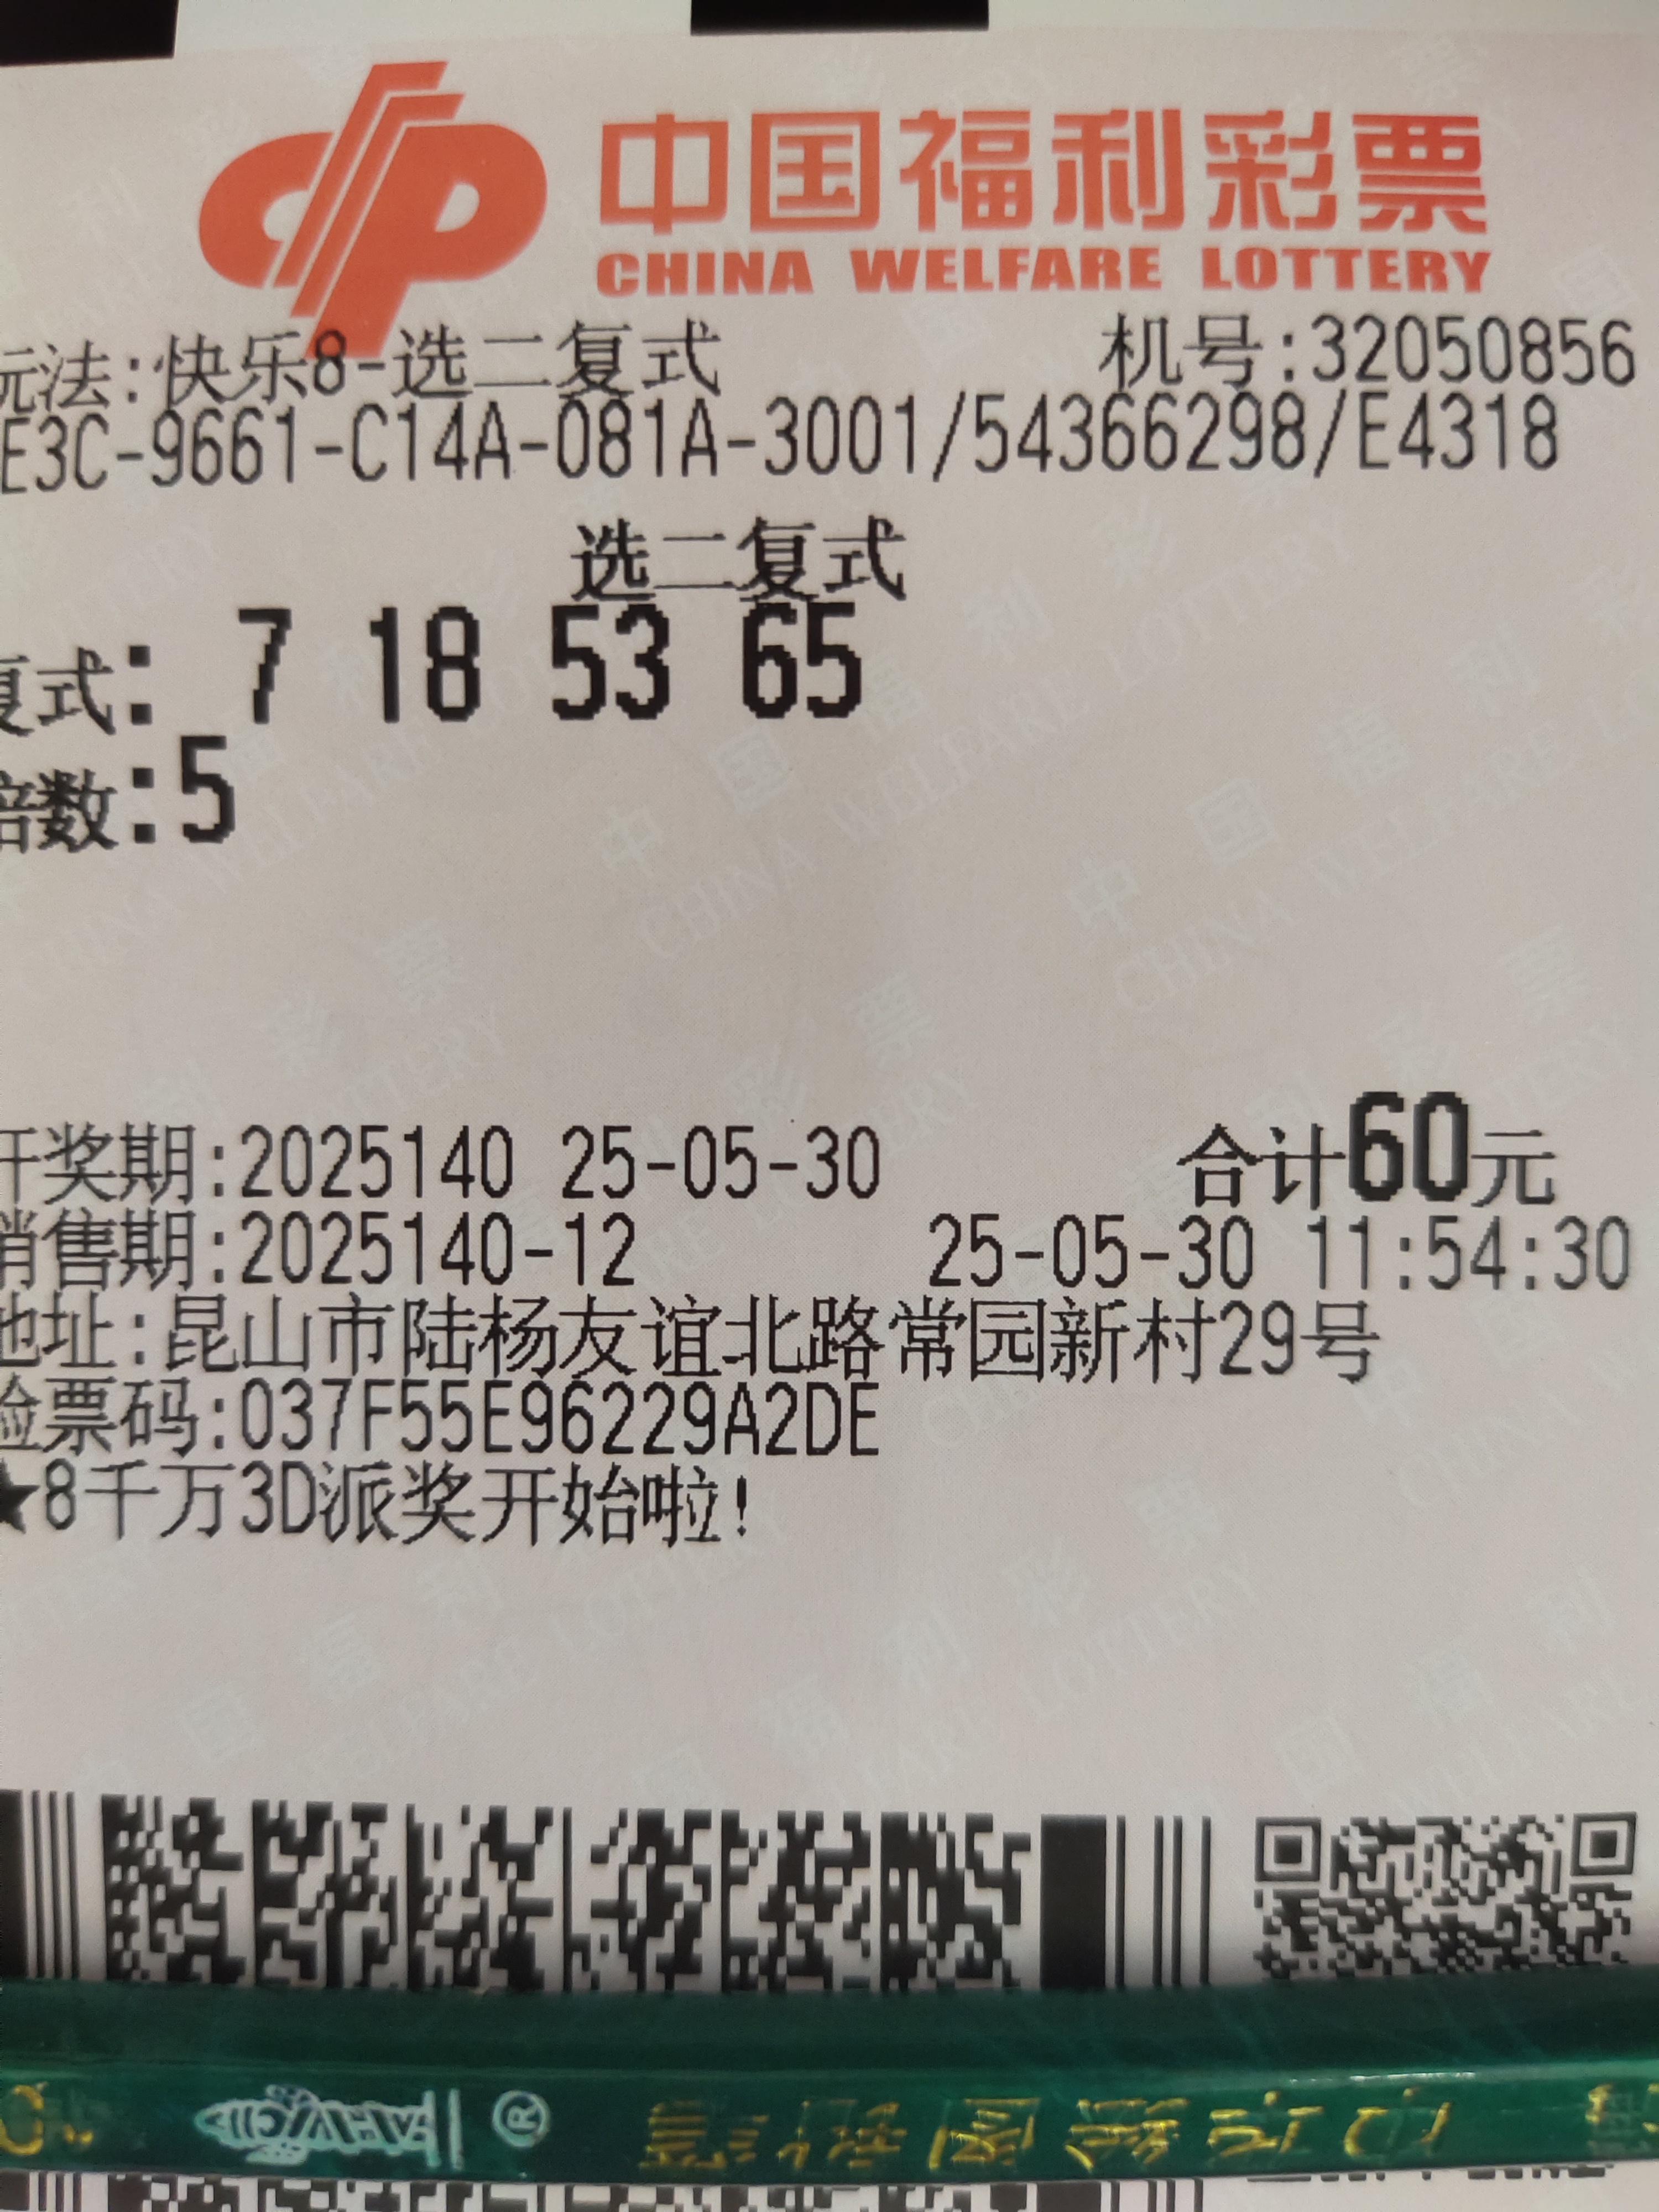 中国福利彩票
CHINA WELFARE LOTTERY
玩法:快乐8-选二复式 机号:32050856
E3C-9661-C14A-081A-3001/54366298/E4318
选二复式
复式: 7 18 53 65
倍数:5
开奖期:2025140 25-05-30 合计60元
销售期:2025140-12 25-05-30 11:54:30
地址:昆山市陆杨友谊北路常园新村29号
验票码:037F55E96229A2DE
★8千万3D派奖开始啦!